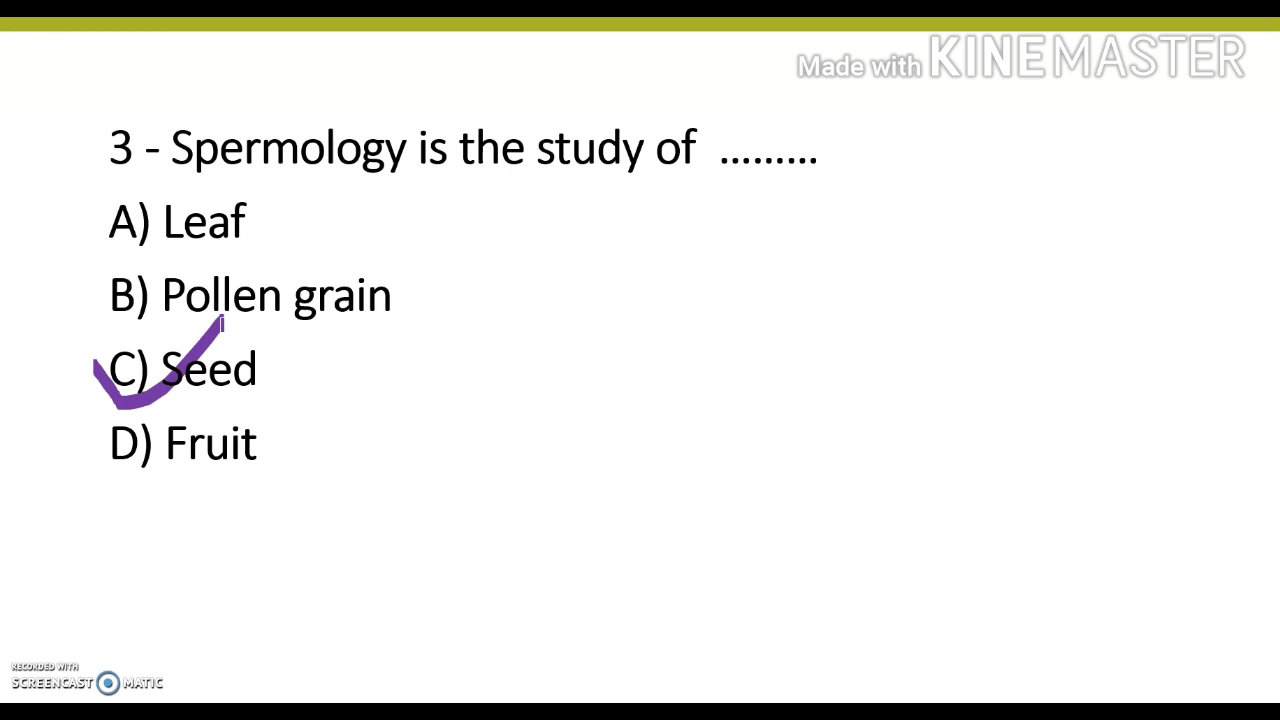 Made with KINEMASTER
3 - Spermology is the study of ………
A) Leaf
B) Pollen grain
C) Seed
D) Fruit
RECORDED WITH
SCREENCAST MATIC